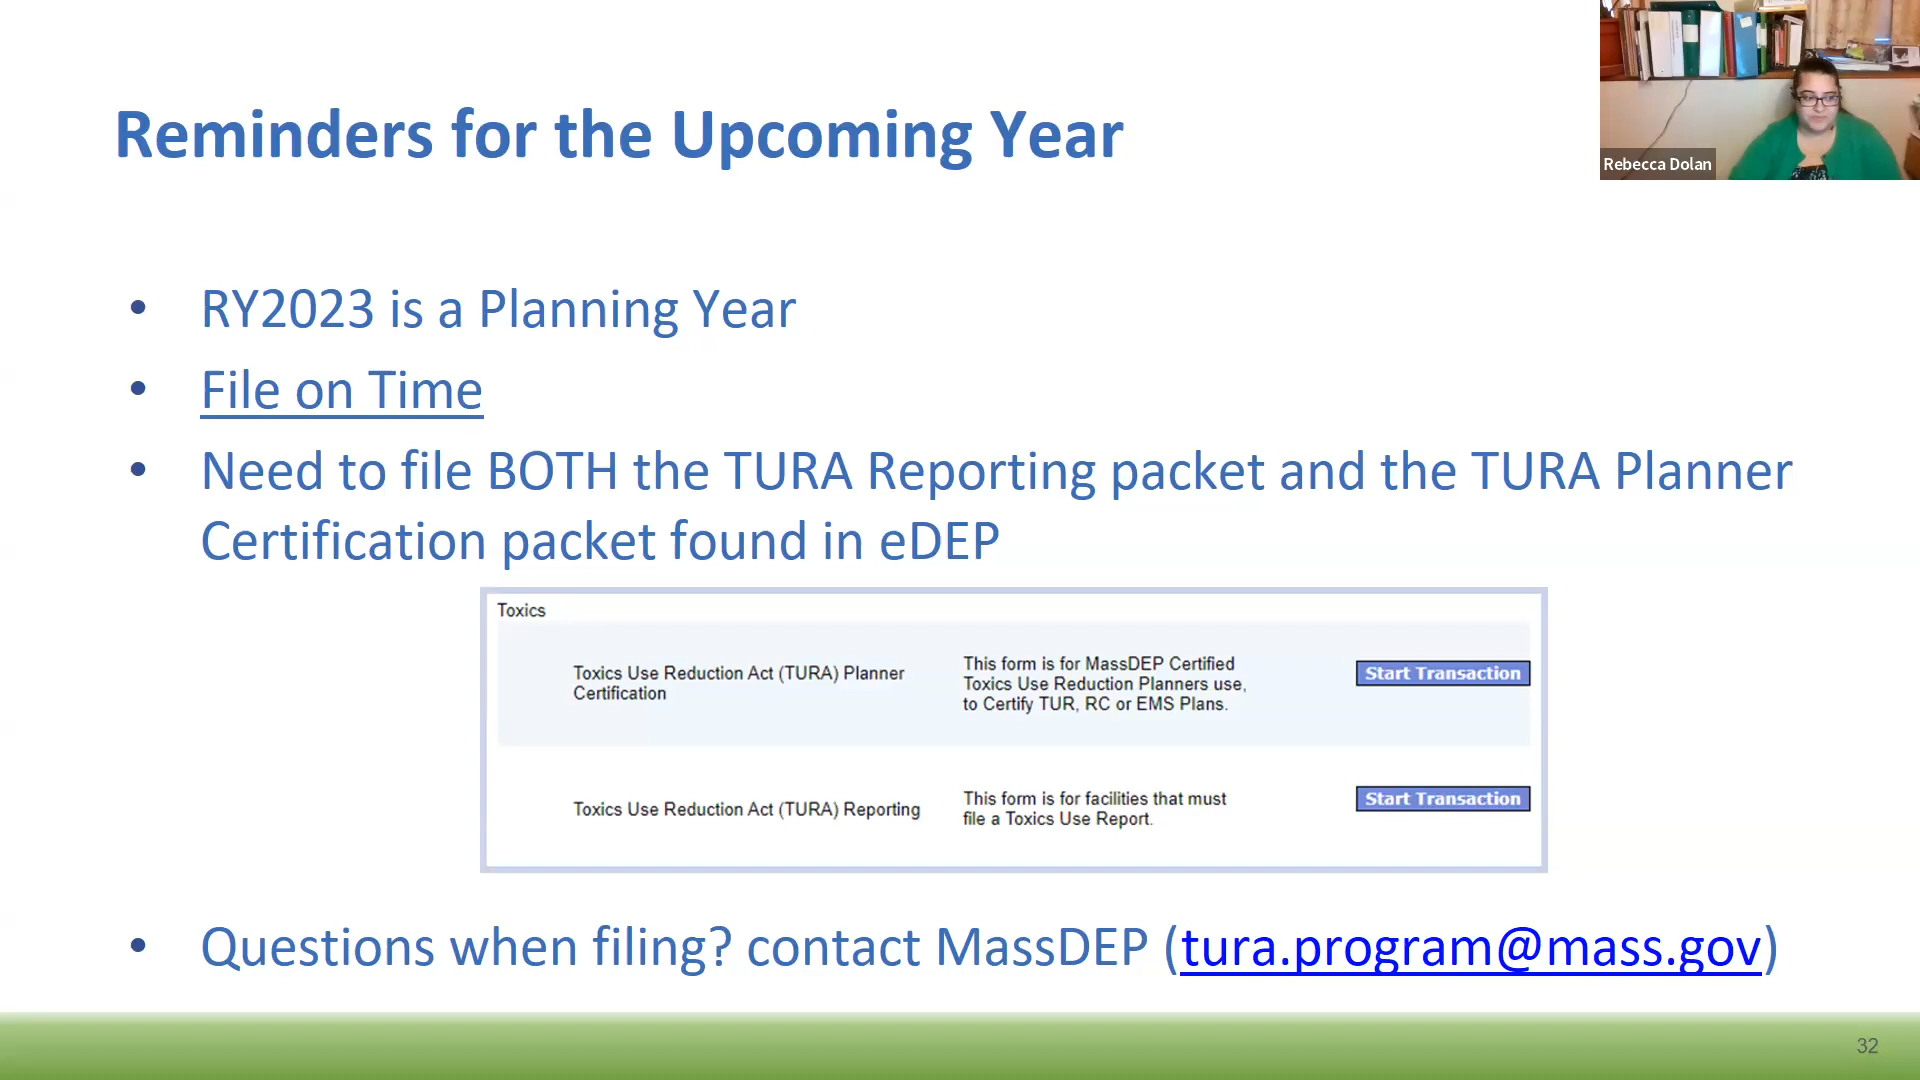 Reminders for the Upcoming Year
Rebecca Dolan
• RY2023 is a Planning Year
• File on Time
• Need to file BOTH the TURA Reporting packet and the TURA Planner
Certification packet found in eDEP
Toxics
Toxics Use Reduction Act (TURA) Planner
Certification
This form is for MassDEP Certified
Toxics Use Reduction Planners use,
to Certify TUR, RC or EMS Plans.
Start Transaction
Toxics Use Reduction Act (TURA) Reporting
This form is for facilities that must
file a Toxics Use Report.
Start Transaction
• Questions when filing? contact MassDEP (tura.program@mass.gov)
32